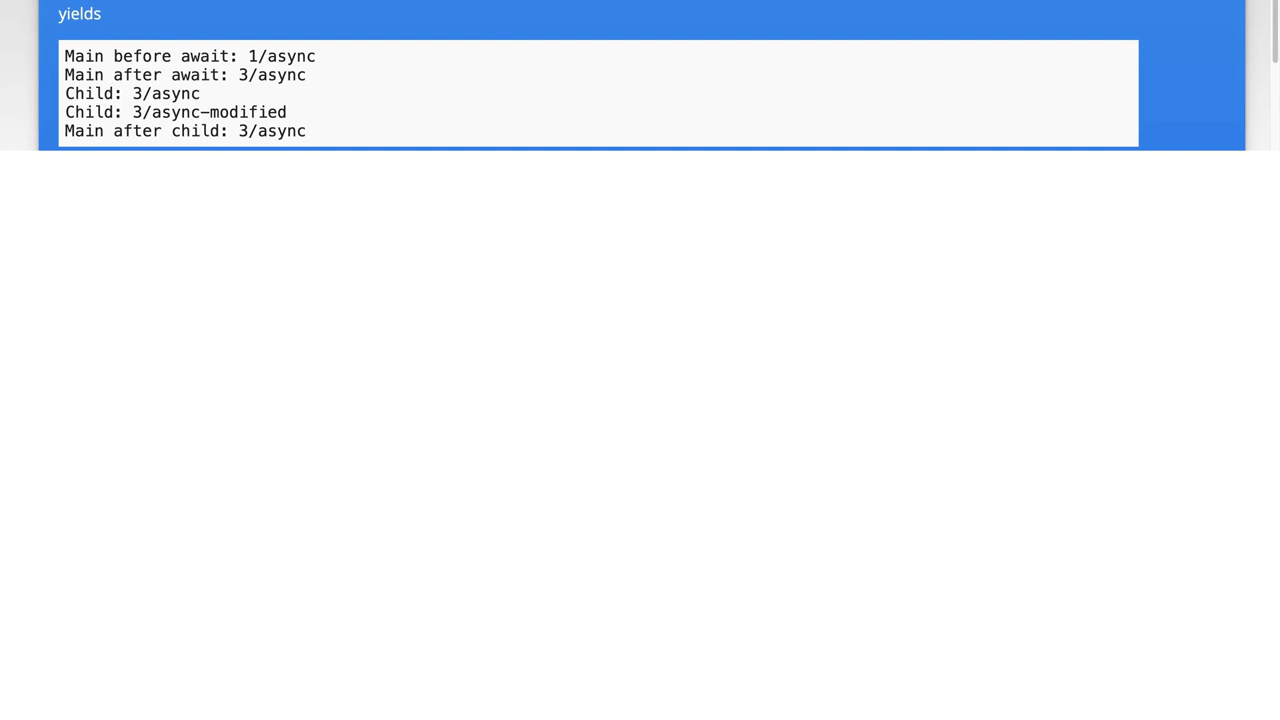 yields
Main before await: 1/async
Main after await: 3/async
Child: 3/async
Child: 3/async-modified
Main after child: 3/async